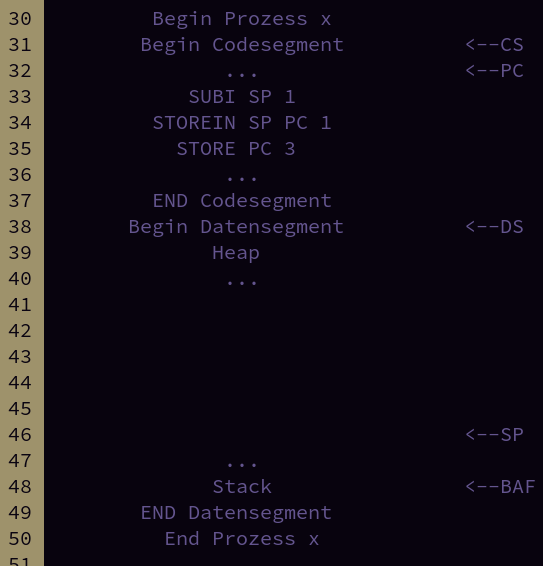 30 Begin Prozess x
31 Begin Codesegment <--CS
32 ... <--PC
33 SUBI SP 1
34 STOREIN SP PC 1
35 STORE PC 3
36 ...
37 END Codesegment
38 Begin Datensegment <--DS
39 Heap
40 ...
41
42
43
44
45
46 <--SP
47 ...
48 Stack <--BAF
49 END Datensegment
50 End Prozess x
51